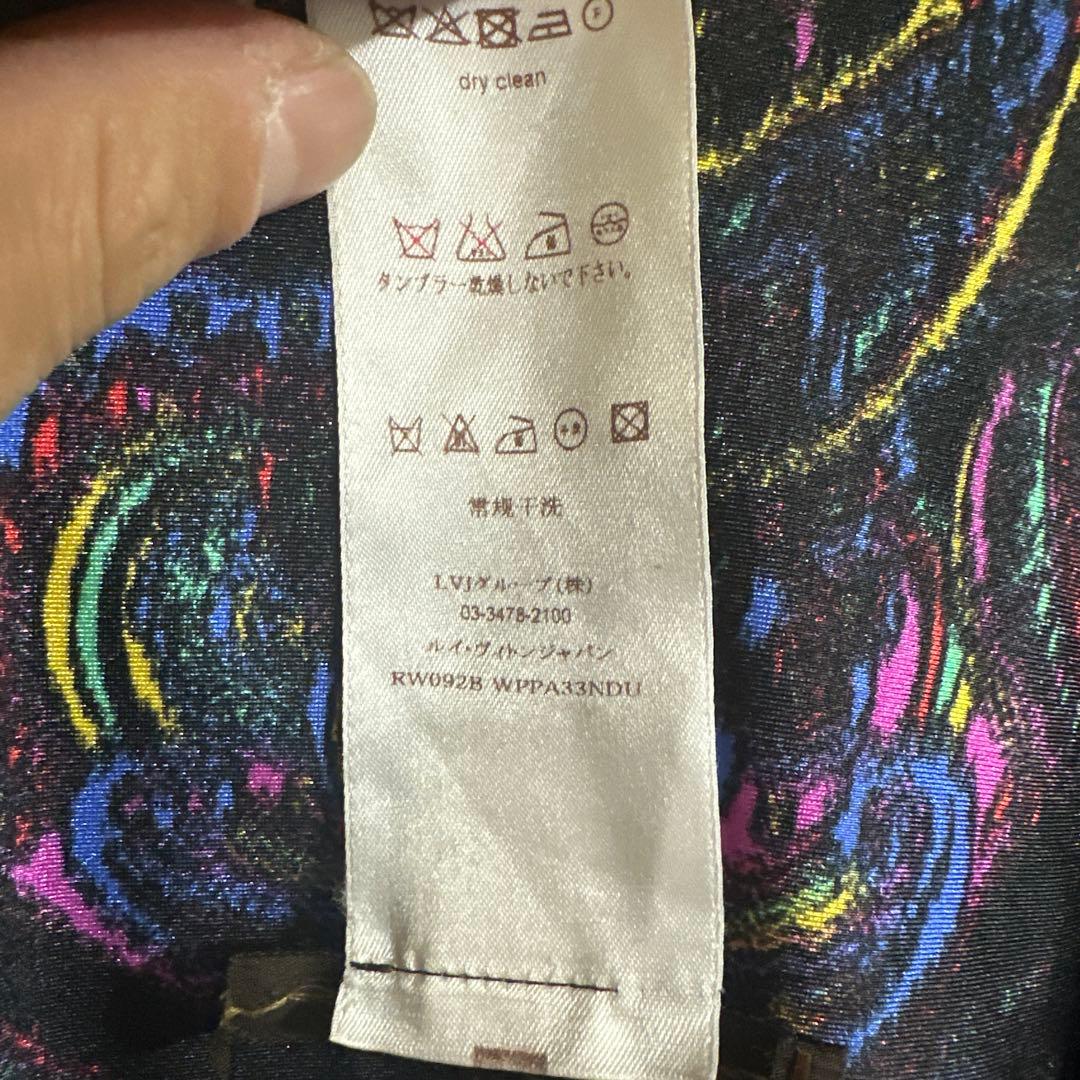 F
dry clean
タンブラー乾燥しないで下さい。
常规干洗
LVJグループ(株)
03-3478-2100
ルイ・ヴィトンジャパン
RW092B WPPA33NDU